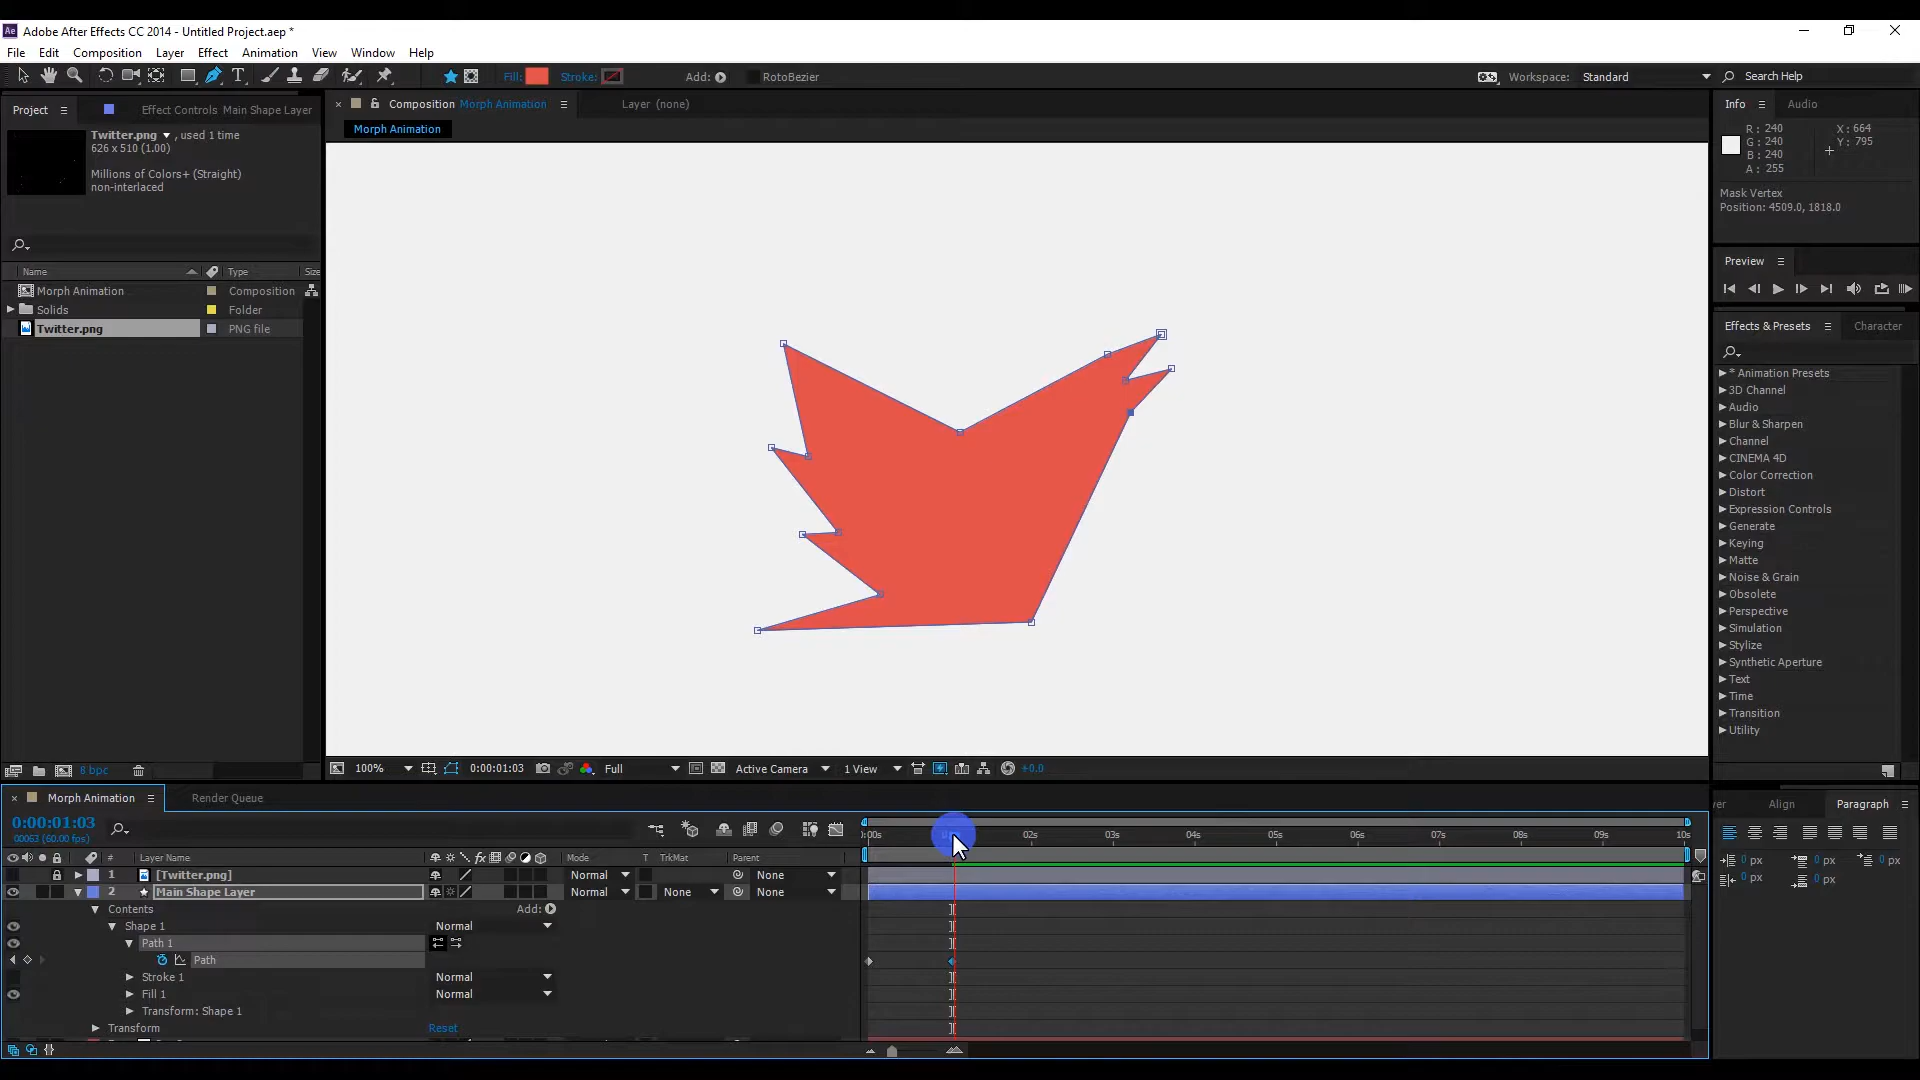 Ae Adobe After Effects CC 2014 - Untitled Project.aep *
File Edit Composition Layer Effect Animation View Window Help
T Fill: Stroke: Add: RotoBezier Workspace: Standard Search Help
Project Effect Controls Main Shape Layer
Twitter.png , used 1 time
626 x 510 (1.00)
Millions of Colors+ (Straight)
non-interlaced
Name Type Size
Morph Animation Composition
Solids Folder
Twitter.png PNG file
8 bpc
Composition Morph Animation Layer (none)
Morph Animation
100% 0:00:01:03 Full Active Camera 1 View +0.0
Info Audio
R: 240 X: 664
G: 240 Y: 795
B: 240
A: 255
Mask Vertex
Position: 4509.0, 1818.0
Preview
Effects & Presets Character
* Animation Presets
3D Channel
Audio
Blur & Sharpen
Channel
CINEMA 4D
Color Correction
Distort
Expression Controls
Generate
Keying
Matte
Noise & Grain
Obsolete
Perspective
Simulation
Stylize
Synthetic Aperture
Text
Time
Transition
Utility
Morph Animation Render Queue
0:00:01:03
00063 (60.00 fps)
:00s 02s 03s 04s 05s 06s 07s 08s 09s 10s
# Layer Name fx Mode T TrkMat Parent
1 [Twitter.png] Normal None
2 Main Shape Layer Normal None None
Contents Add:
Shape 1 Normal
Path 1
Path
Stroke 1 Normal
Fill 1 Normal
Transform: Shape 1
Transform Reset
ver Align Paragraph
0 px 0 px 0 px
0 px 0 px